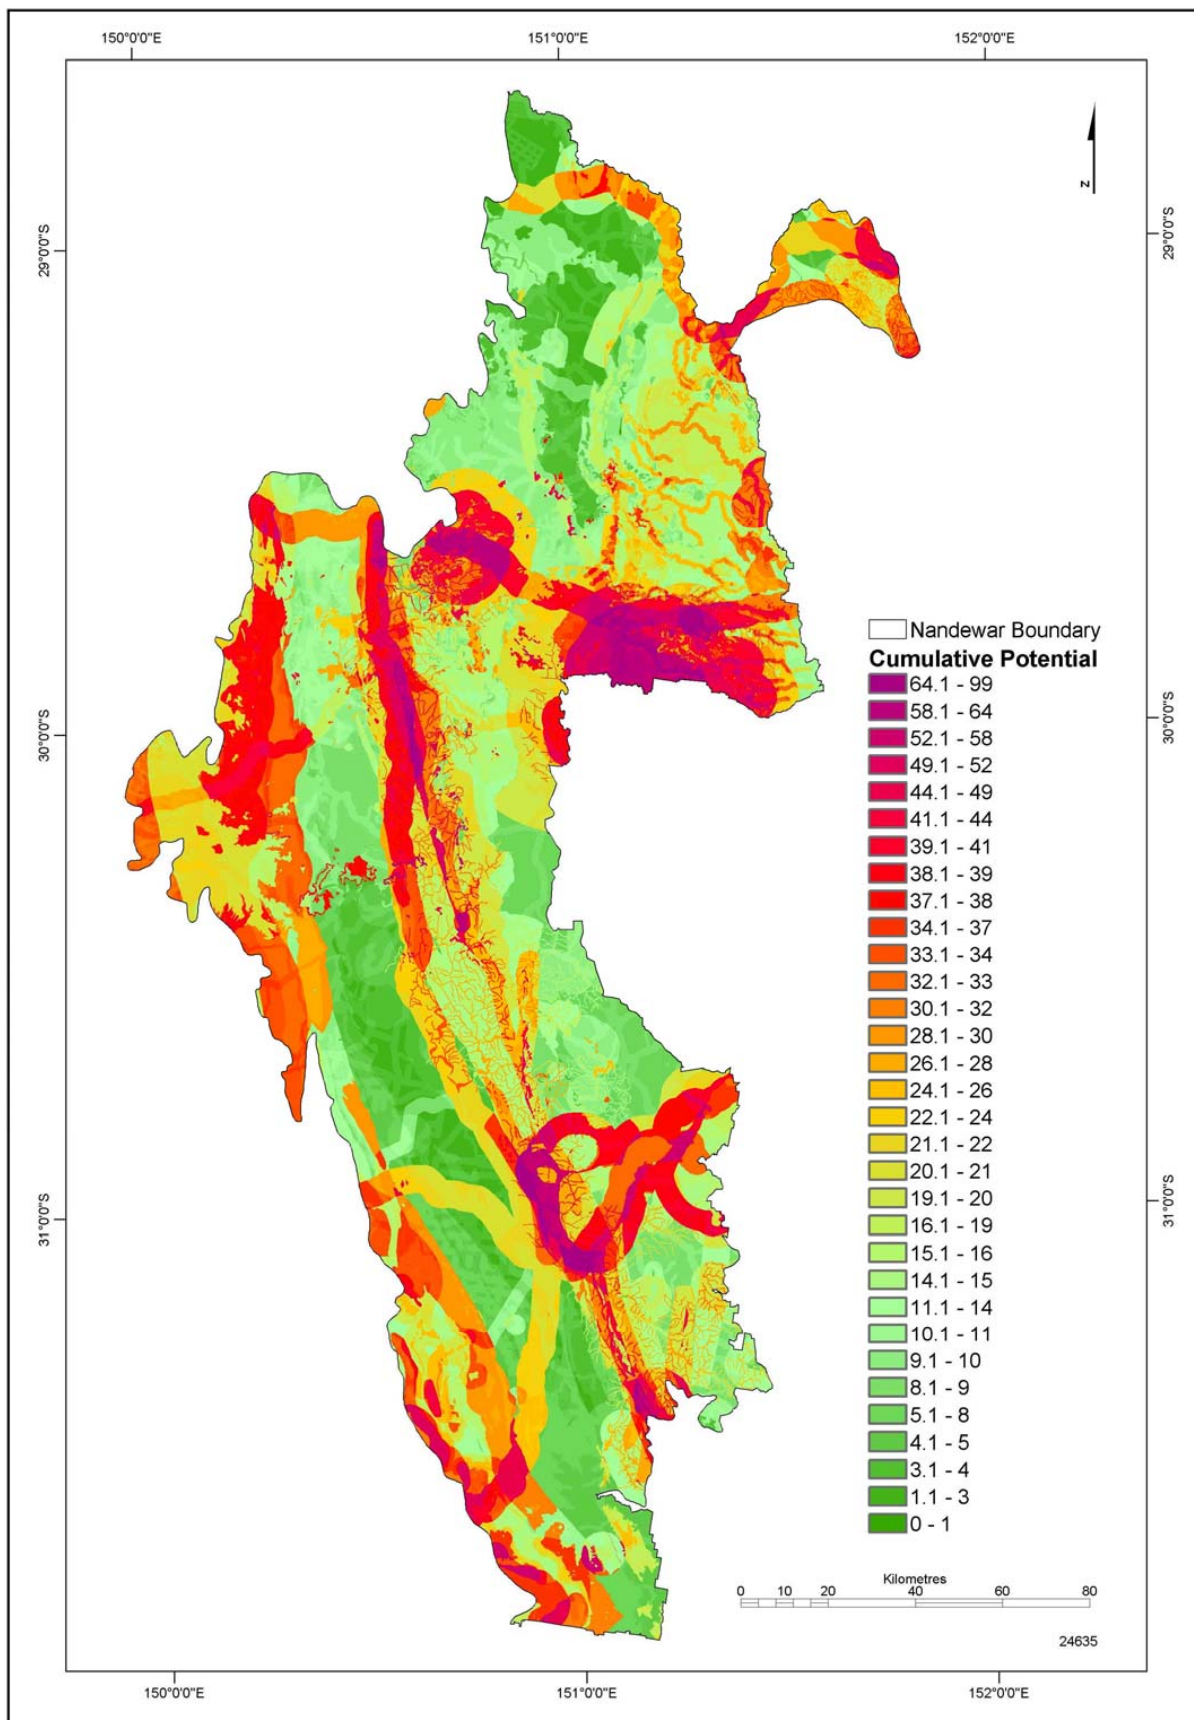 150°0'0"E
151°0'0"E
152°0'0"E
N
29°0'0"S
29°0'0"S
Nandewar Boundary
Cumulative Potential
64.1 - 99
58.1 - 64
52.1 - 58
49.1 - 52
44.1 - 49
41.1 - 44
39.1 - 41
38.1 - 39
37.1 - 38
34.1 - 37
33.1 - 34
32.1 - 33
30.1 - 32
28.1 - 30
26.1 - 28
24.1 - 26
22.1 - 24
21.1 - 22
20.1 - 21
19.1 - 20
16.1 - 19
15.1 - 16
14.1 - 15
11.1 - 14
10.1 - 11
9.1 - 10
8.1 - 9
5.1 - 8
4.1 - 5
3.1 - 4
1.1 - 3
0 - 1
30°0'0"S
30°0'0"S
31°0'0"S
31°0'0"S
Kilometres
0 10 20 40 60 80
24635
150°0'0"E
151°0'0"E
152°0'0"E